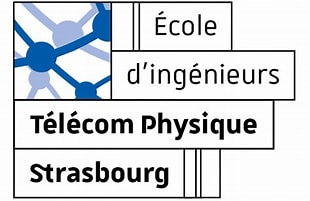 École
d'ingénieurs
Télécom Physique
Strasbourg